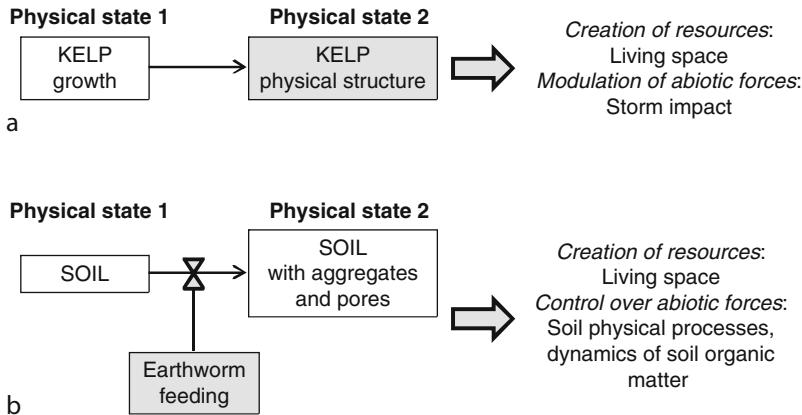 Physical state 1
Physical state 2
KELP
growth
KELP
physical structure
Creation of resources:
Living space
Modulation of abiotic forces:
Storm impact
a
Physical state 1
Physical state 2
SOIL
SOIL
with aggregates
and pores
Earthworm
feeding
Creation of resources:
Living space
Control over abiotic forces:
Soil physical processes,
dynamics of soil organic
matter
b